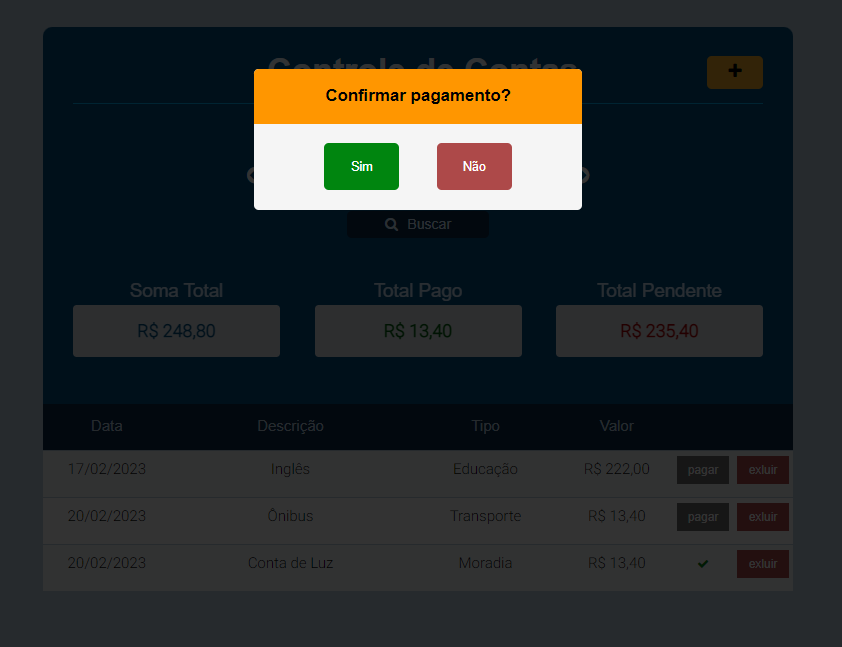 Controle de Contas
Confirmar pagamento?
Sim Não
Buscar
Soma Total Total Pago Total Pendente
R$ 248,80 R$ 13,40 R$ 235,40
Data Descrição Tipo Valor
17/02/2023 Inglês Educação R$ 222,00 pagar exluir
20/02/2023 Ônibus Transporte R$ 13,40 pagar exluir
20/02/2023 Conta de Luz Moradia R$ 13,40 exluir